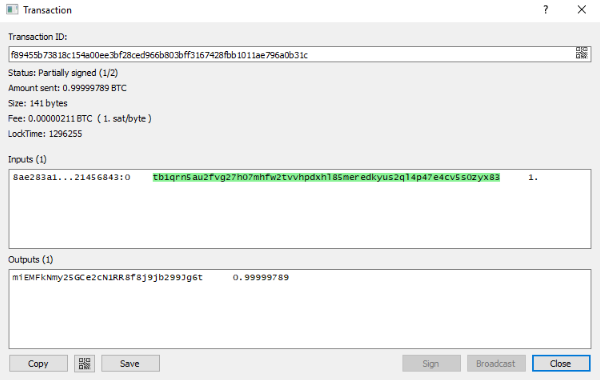 Transaction
Transaction ID:
f89455b73818c154a00ee3bf28ced966b803bff3167428fbb1011ae796a0b31c
Status: Partially signed (1/2)
Amount sent: 0.99999789 BTC
Size: 141 bytes
Fee: 0.00000211 BTC ( 1. sat/byte )
LockTime: 1296255
Inputs (1)
8ae283a1...21456843:0 tb1qrn5au2fvg27h07mhfw2tvvhpdxhl85meredkyus2ql4p47e4cv5s0zyx83 1.
Outputs (1)
miEMFkNmy25GCe2cN1RR8f8j9jb299Jg6t 0.99999789
Copy Save Sign Broadcast Close